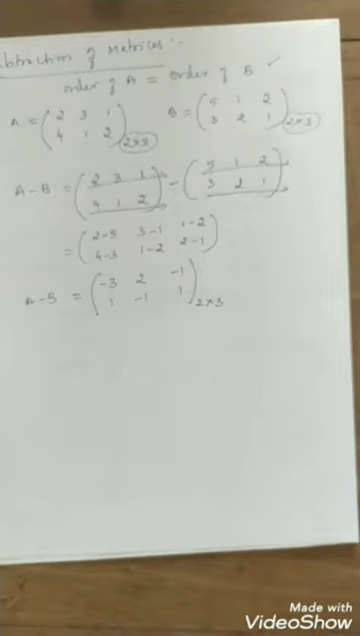 btraction of Matrices :-
order of A = order of B ✓
A = ( 2 3 1 B = ( 5 1 2
4 1 2 ) 2×3 3 2 1 ) 2×3
A - B = ( 2 3 1 - ( 5 1 2
4 1 2 ) 3 2 1 )
= ( 2-5 3-1 1-2
4-3 1-2 2-1 )
A - B = ( -3 2 -1
1 -1 1 ) 2×3
Made with
VideoShow